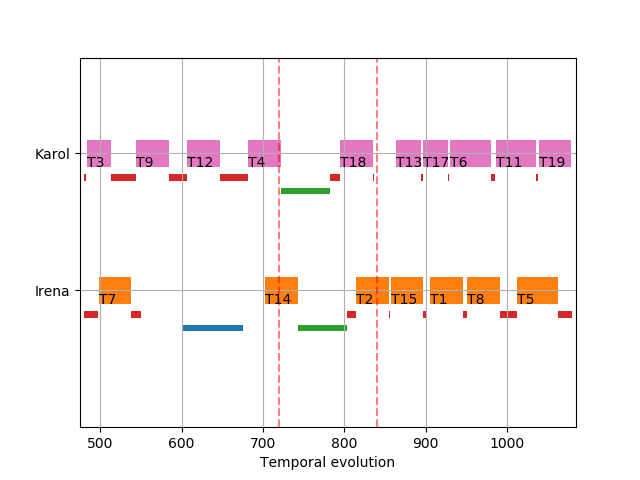 Karol
T3 T9 T12 T4 T18 T13 T17 T6 T11 T19
Irena
T7 T14 T2 T15 T1 T8 T5
500 600 700 800 900 1000
Temporal evolution